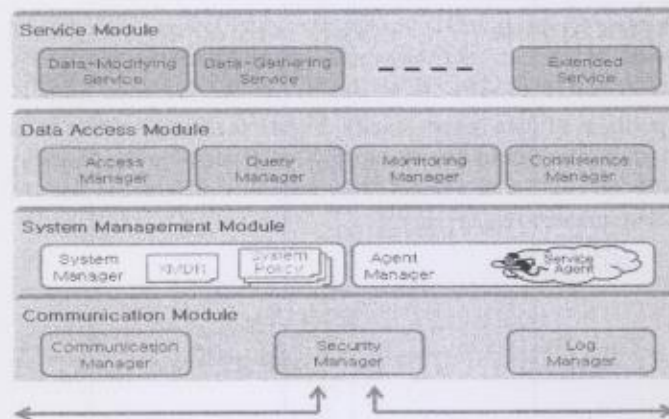 Service Module
Data-Modifying Service
Data-Gathering Service
Extended Service
Data Access Module
Access Manager
Query Manager
Monitoring Manager
Consistence Manager
System Management Module
System Manager
XMDR
System Policy
Agent Manager
Service Agent
Communication Module
Communication Manager
Security Manager
Log Manager